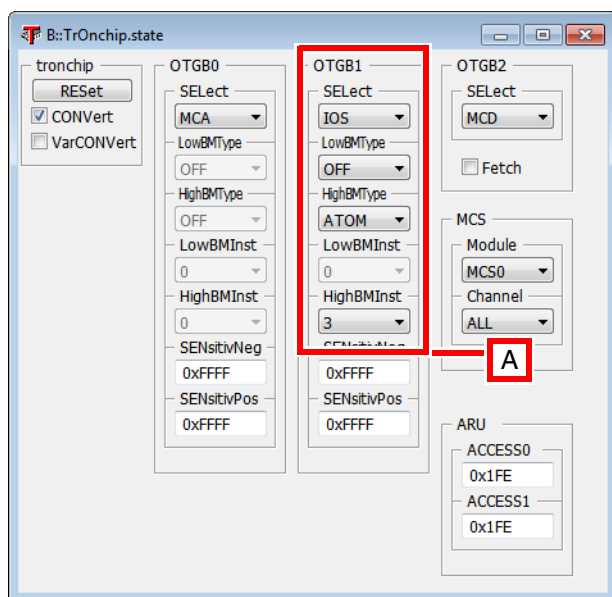 B::TrOnchip.state
tronchip
RESet
CONVert
VarCONVert
OTGB0
SELect
MCA
LowBMType
OFF
HighBMType
OFF
LowBMInst
0
HighBMInst
0
SENsitivNeg
0xFFFF
SENsitivPos
0xFFFF
OTGB1
SELect
IOS
LowBMType
OFF
HighBMType
ATOM
LowBMInst
0
HighBMInst
3
SENsitivNeg
0xFFFF
SENsitivPos
0xFFFF
A
OTGB2
SELect
MCD
Fetch
MCS
Module
MCS0
Channel
ALL
ARU
ACCESS0
0x1FE
ACCESS1
0x1FE